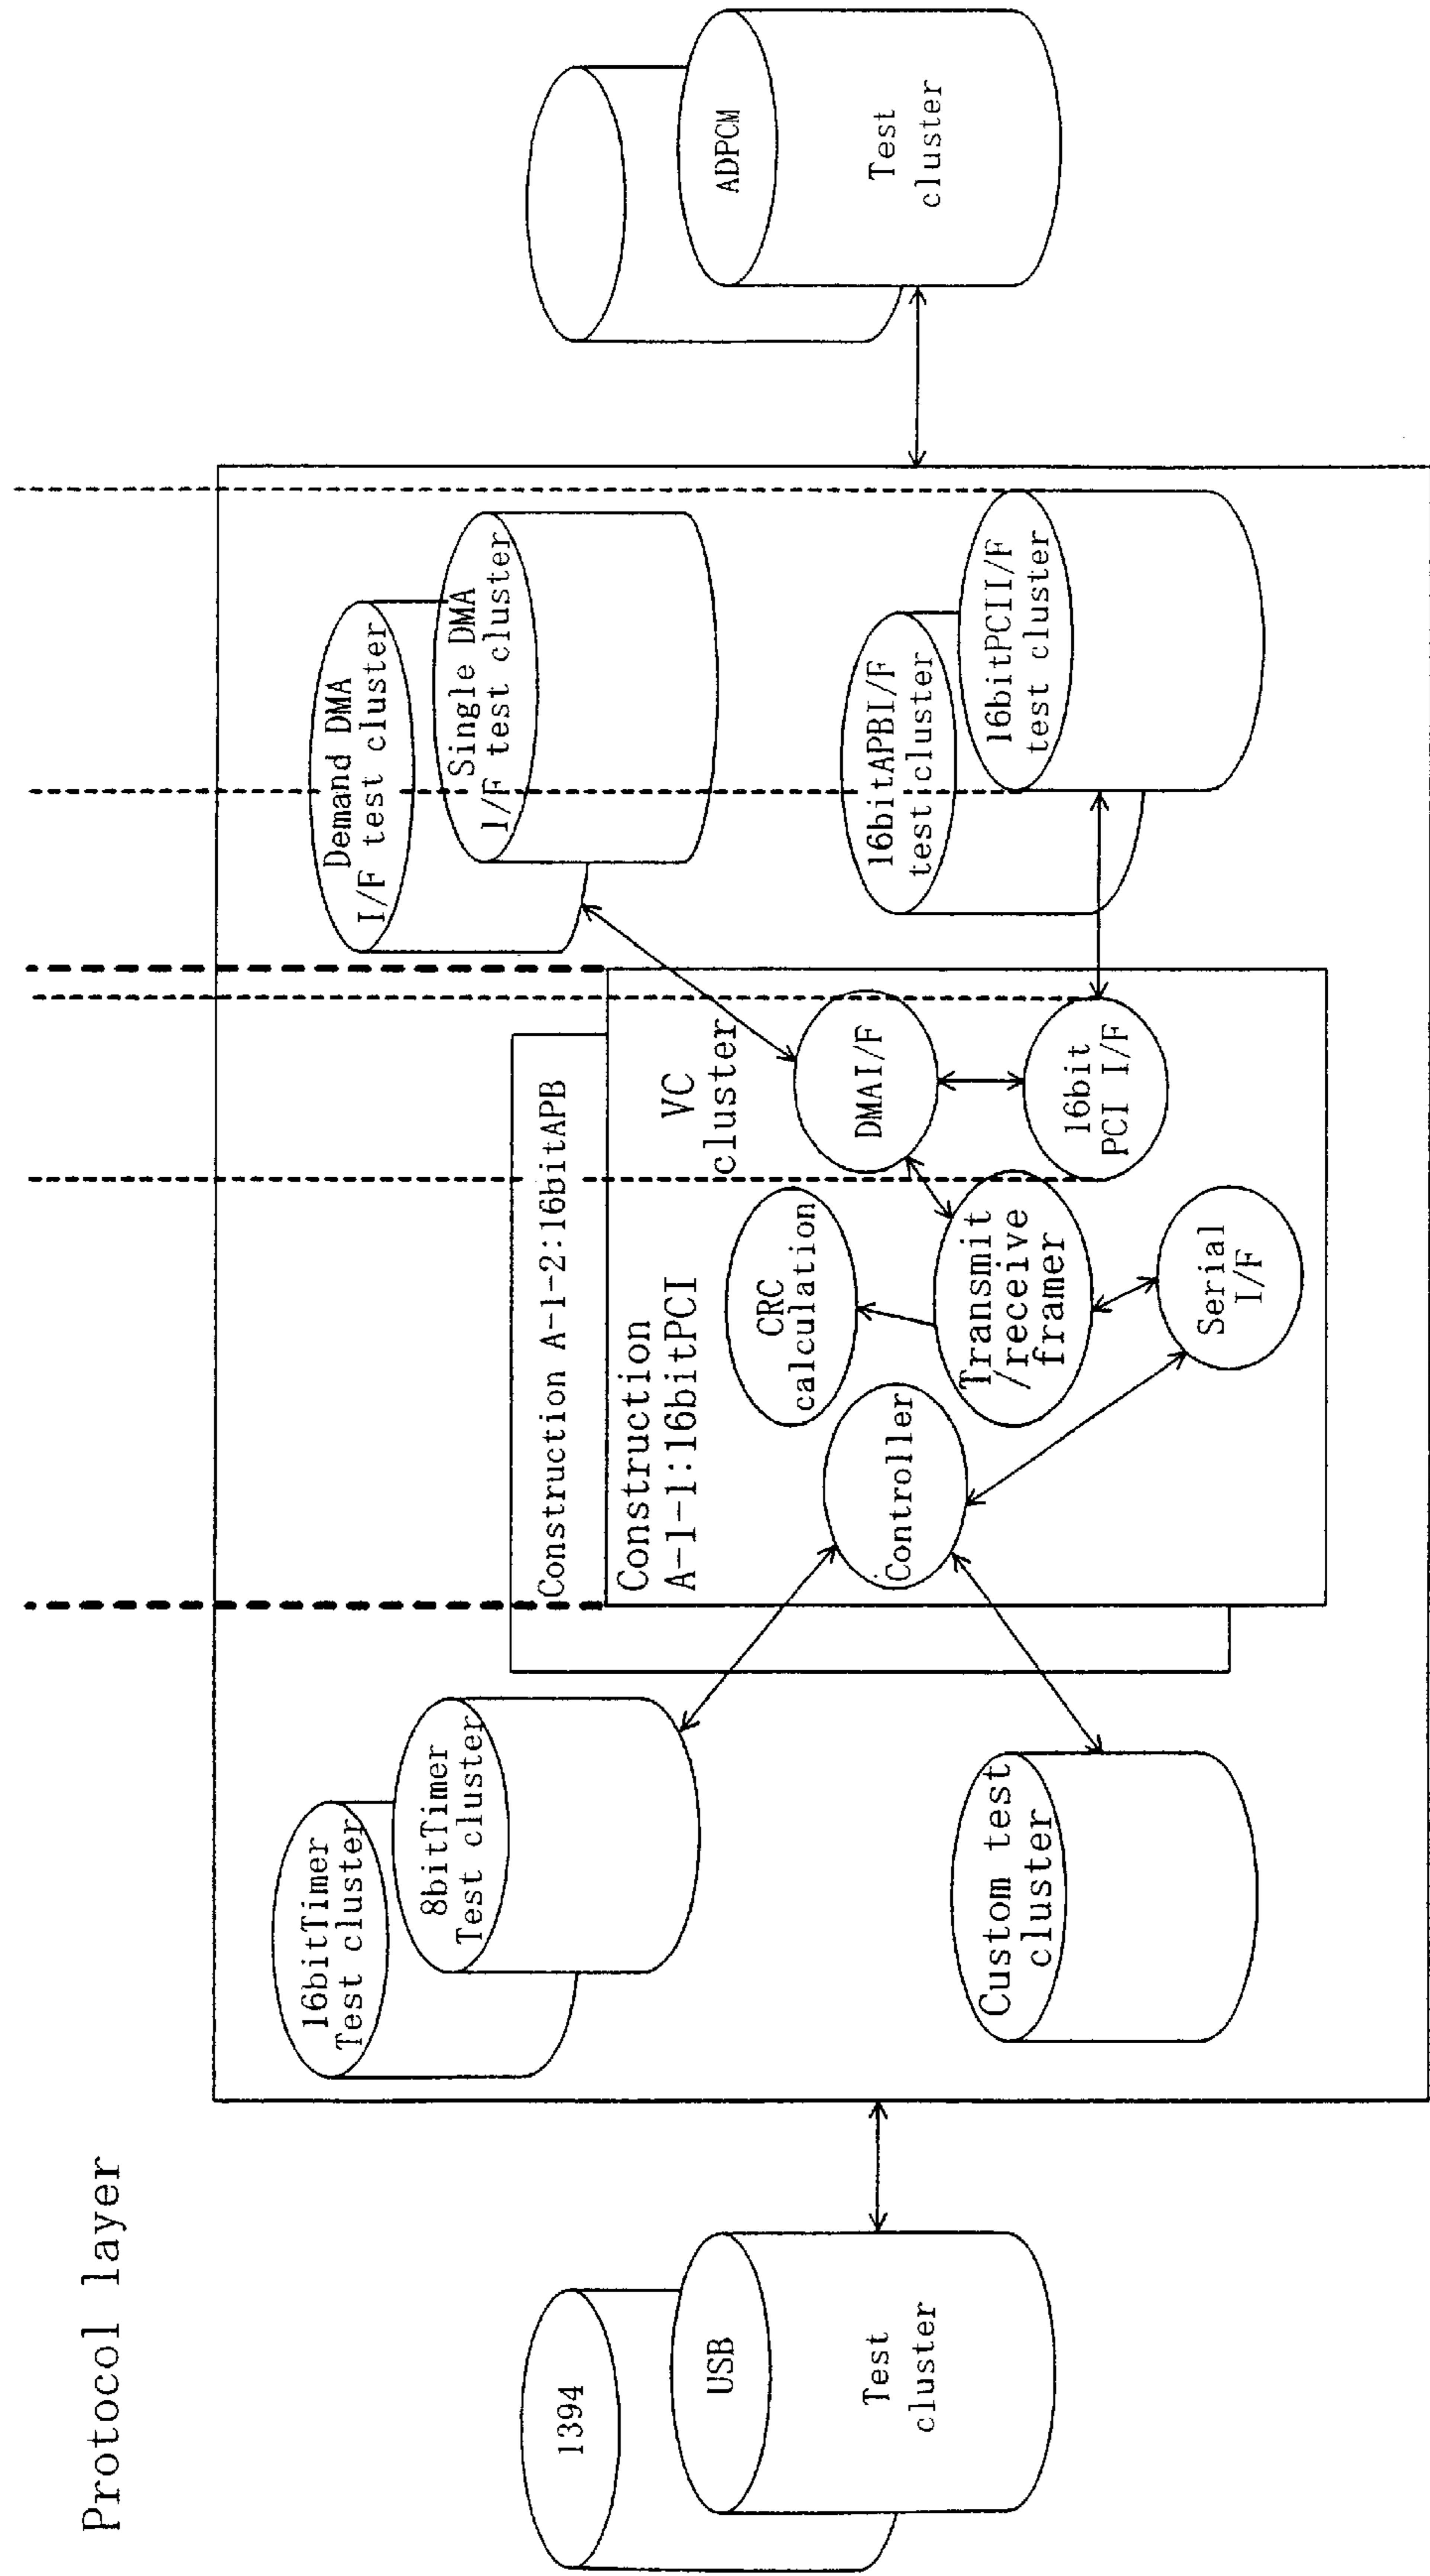 Protocol layer
1394
USB
Test
cluster
16bitTimer
Test cluster
8bitTimer
Test cluster
Custom test
cluster
Construction A-1-2:16bitAPB
Construction
A-1-1:16bitPCI
VC
cluster
Controller
CRC
calculation
Transmit
/receive
framer
Serial
I/F
DMAI/F
16bit
PCI I/F
Demand DMA
I/F test cluster
Single DMA
I/F test cluster
16bitAPBI/F
test cluster
16bitPCII/F
test cluster
ADPCM
Test
cluster